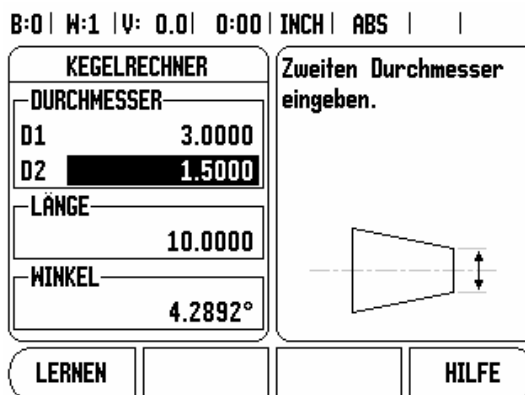 B:0| W:1 |V: 0.0| 0:00| INCH| ABS | |
KEGELRECHNER
DURCHMESSER
D1 3.0000
D2 1.5000
LÄNGE
10.0000
WINKEL
4.2892°
Zweiten Durchmesser
eingeben.
LERNEN
HILFE